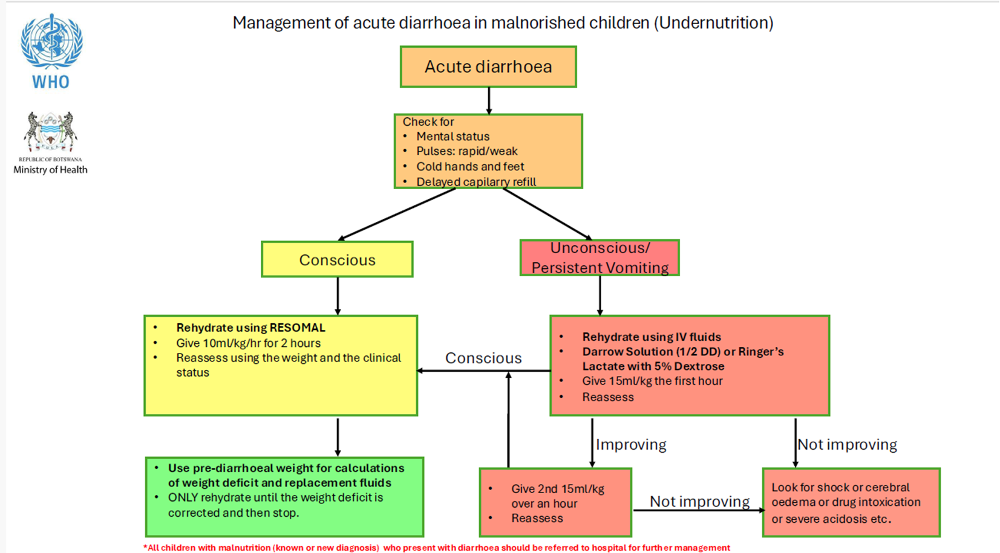 Management of acute diarrhoea in malnorished children (Undernutrition)
WHO
REPUBLIC OF BOTSWANA
Ministry of Health
Acute diarrhoea
Check for
• Mental status
• Pulses: rapid/weak
• Cold hands and feet
• Delayed capilarry refill
Conscious
Unconscious/
Persistent Vomiting
• Rehydrate using RESOMAL
• Give 10ml/kg/hr for 2 hours
• Reassess using the weight and the clinical
status
Conscious
• Rehydrate using IV fluids
• Darrow Solution (1/2 DD) or Ringer's
Lactate with 5% Dextrose
• Give 15ml/kg the first hour
• Reassess
Improving
Not improving
• Use pre-diarrhoeal weight for calculations
of weight deficit and replacement fluids
• ONLY rehydrate until the weight deficit is
corrected and then stop.
• Give 2nd 15ml/kg
over an hour
• Reassess
Not improving
Look for shock or cerebral
oedema or drug intoxication
or severe acidosis etc.
*All children with malnutrition (known or new diagnosis) who present with diarrhoea should be referred to hospital for further management